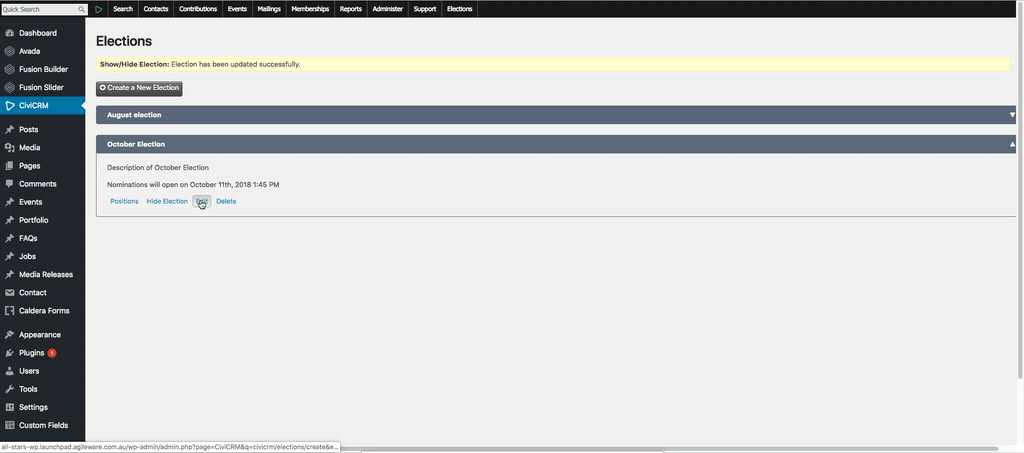 Quick Search
Search Contacts Contributions Events Mailings Memberships Reports Administer Support Elections
Dashboard
Avada
Fusion Builder
Fusion Slider
CiviCRM
Posts
Media
Pages
Comments
Events
Portfolio
FAQs
Jobs
Media Releases
Contact
Caldera Forms
Appearance
Plugins 1
Users
Tools
Settings
Custom Fields
Elections
Show/Hide Election: Election has been updated successfully.
Create a New Election
August election
October Election
Description of October Election
Nominations will open on October 11th, 2018 1:45 PM
Positions Hide Election Edit Delete
all-stars-wp.launchpad.agileware.com.au/wp-admin/admin.php?page=CiviCRM&q=civicrm/elections/create&e...